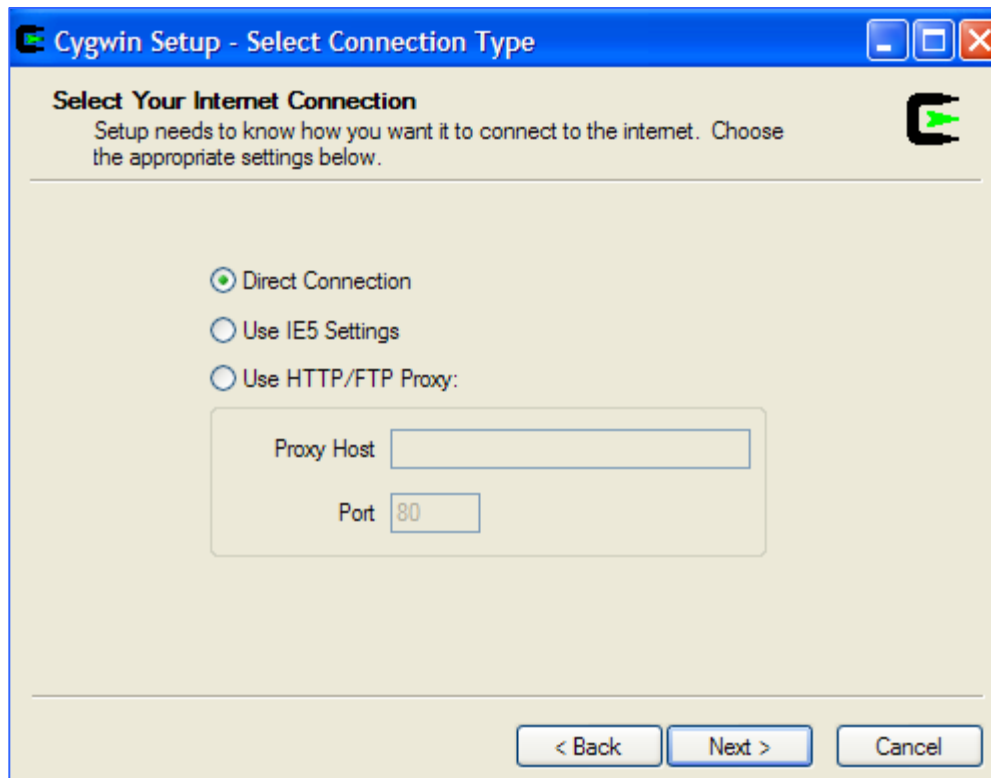 Cygwin Setup - Select Connection Type
Select Your Internet Connection
Setup needs to know how you want it to connect to the internet.  Choose
the appropriate settings below.
Direct Connection
Use IE5 Settings
Use HTTP/FTP Proxy:
Proxy Host
Port 80
< Back Next > Cancel